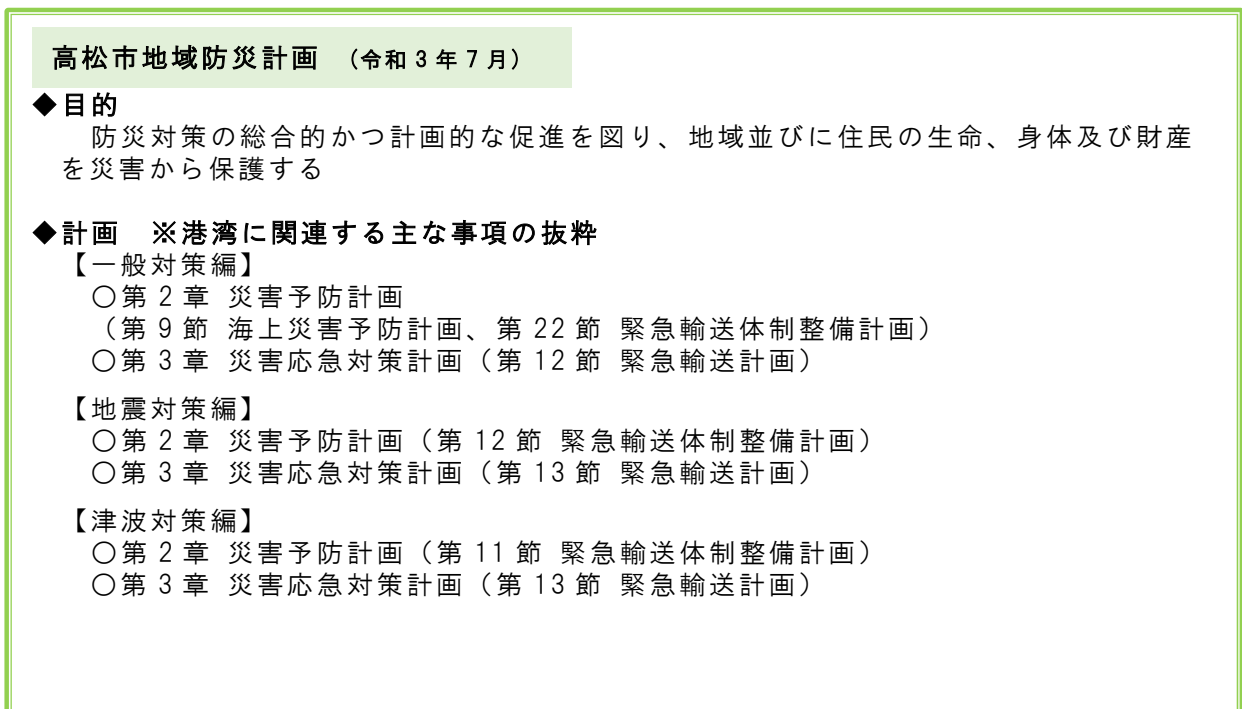 高松市地域防災計画 （令和3年7月）
◆目的
防災対策の総合的かつ計画的な促進を図り、地域並びに住民の生命、身体及び財産
を災害から保護する
◆計画　※港湾に関連する主な事項の抜粋
【一般対策編】
○第2章 災害予防計画
（第9節 海上災害予防計画、第22節 緊急輸送体制整備計画）
○第3章 災害応急対策計画（第12節 緊急輸送計画）
【地震対策編】
○第2章 災害予防計画（第12節 緊急輸送体制整備計画）
○第3章 災害応急対策計画（第13節 緊急輸送計画）
【津波対策編】
○第2章 災害予防計画（第11節 緊急輸送体制整備計画）
○第3章 災害応急対策計画（第13節 緊急輸送計画）